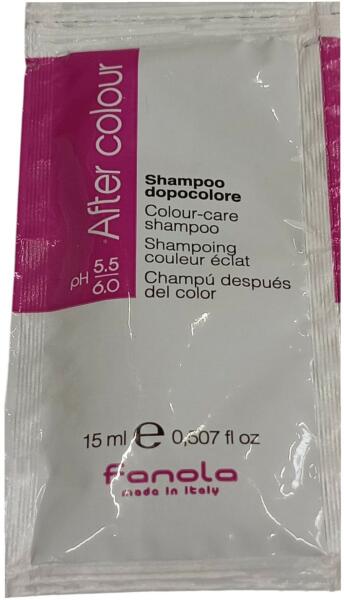 After colour
pH 5.5
6.0
Shampoo
dopocolore
Colour-care
shampoo
Shampoing
couleur éclat
Champú después
del color
15 ml ℮ 0,507 fl oz
fanola
made in Italy